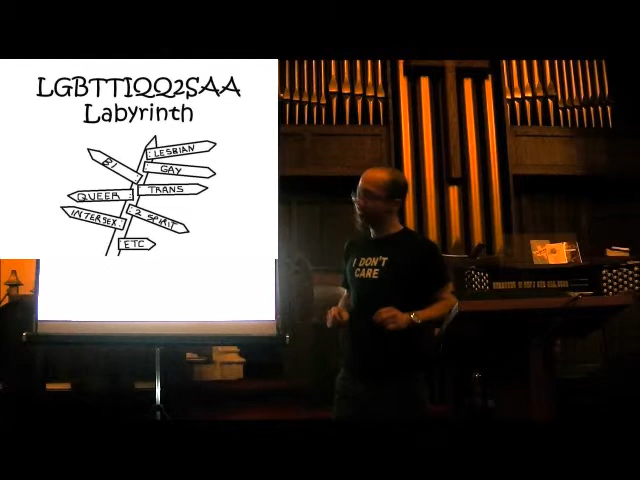 LGBTTIQQ2SAA
Labyrinth
LESBIAN
BI
GAY
TRANS
QUEER
INTERSEX
2 SPIRIT
ETC
I DON'T
CARE